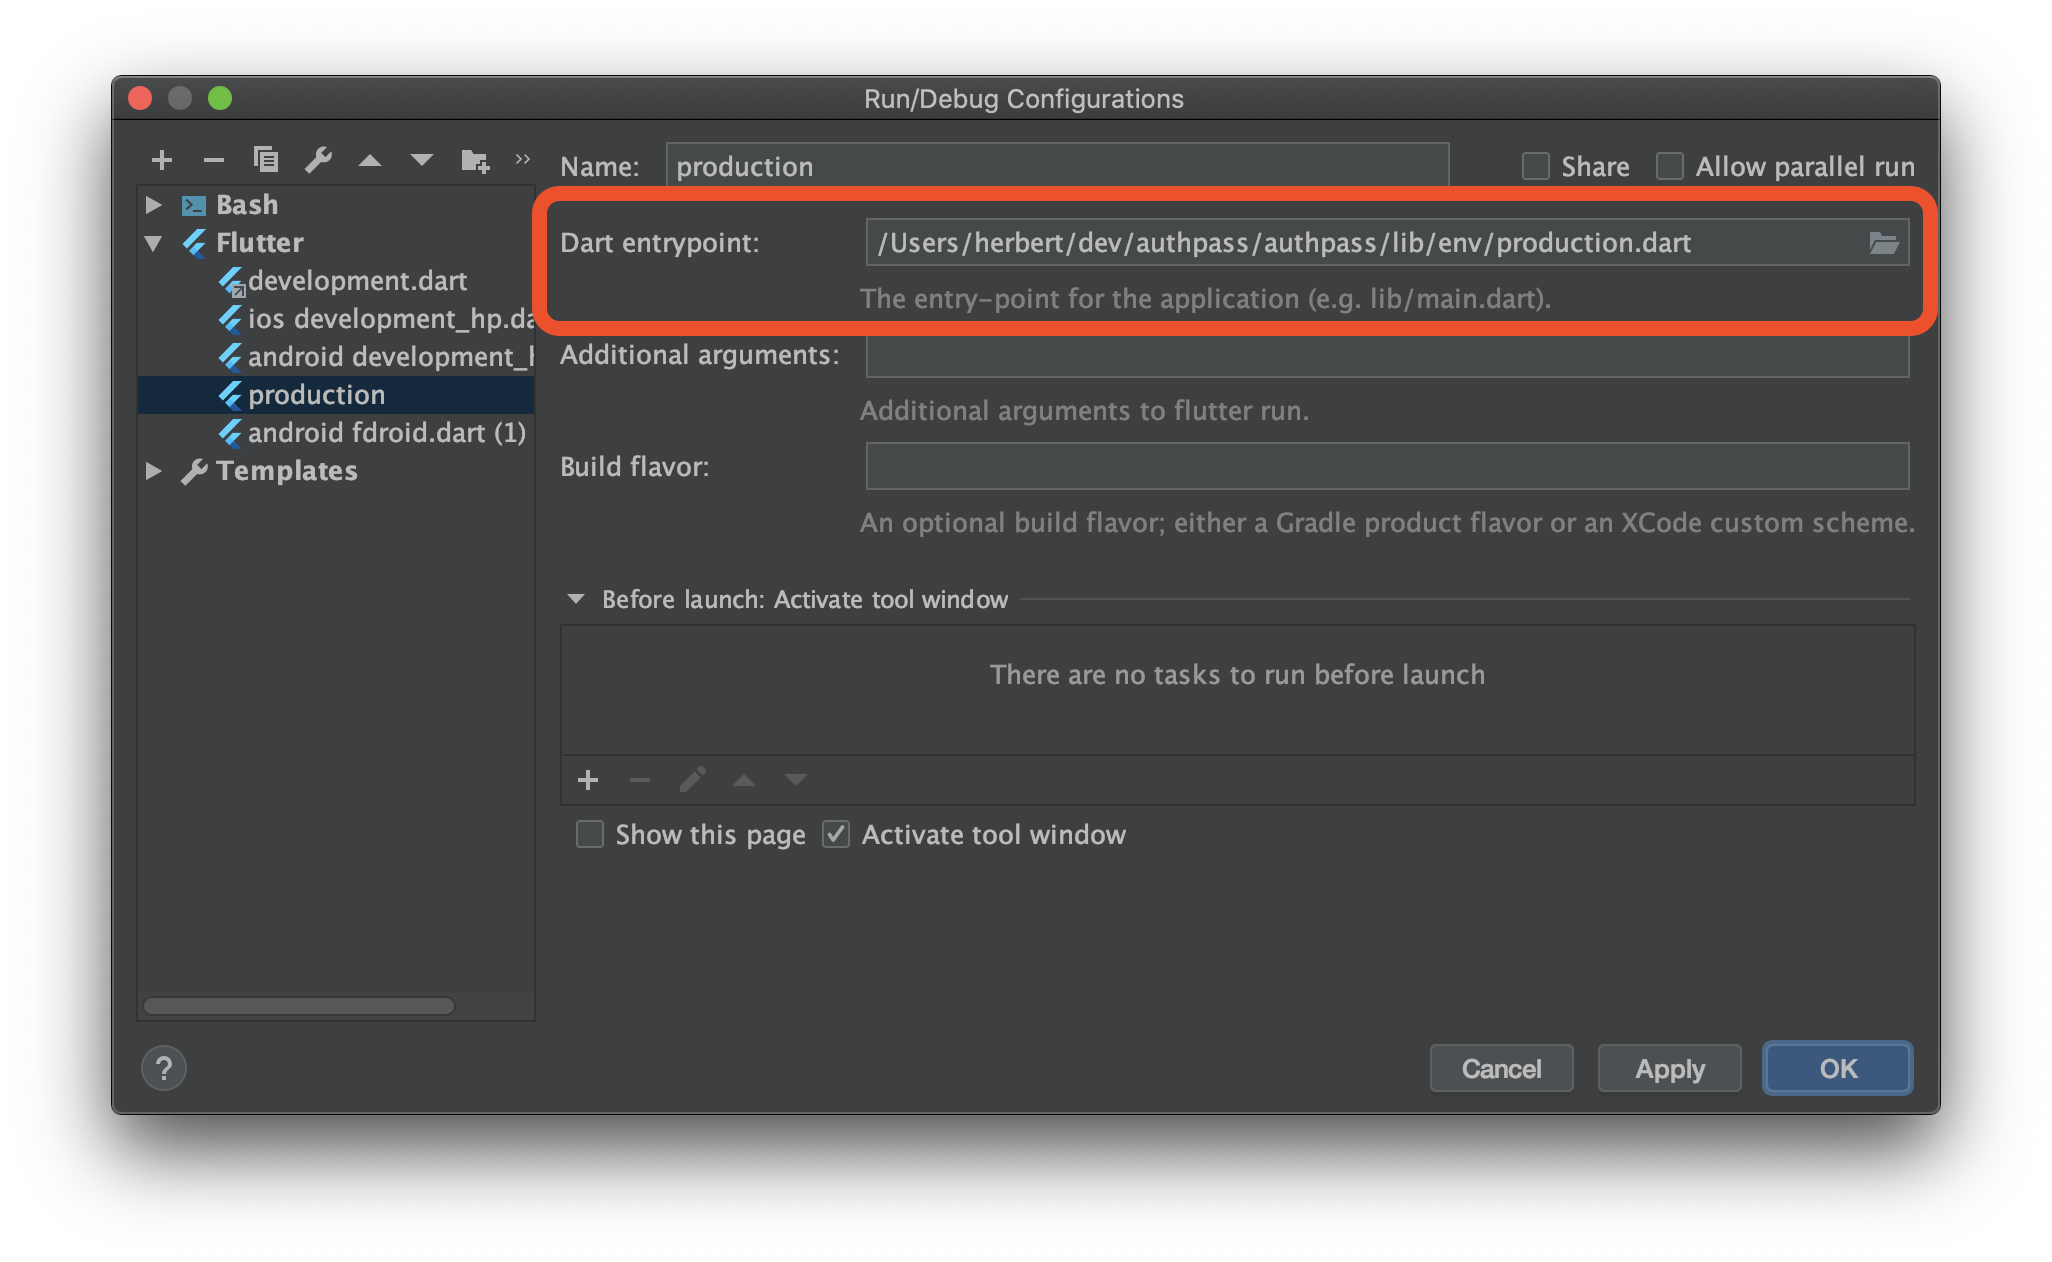 Run/Debug Configurations
Name: production Share Allow parallel run
Bash
Flutter
development.dart
ios development_hp.da
android development_h
production
android fdroid.dart (1)
Templates
Dart entrypoint: /Users/herbert/dev/authpass/authpass/lib/env/production.dart
The entry-point for the application (e.g. lib/main.dart).
Additional arguments:
Additional arguments to flutter run.
Build flavor:
An optional build flavor; either a Gradle product flavor or an XCode custom scheme.
Before launch: Activate tool window
There are no tasks to run before launch
Show this page Activate tool window
? Cancel Apply OK